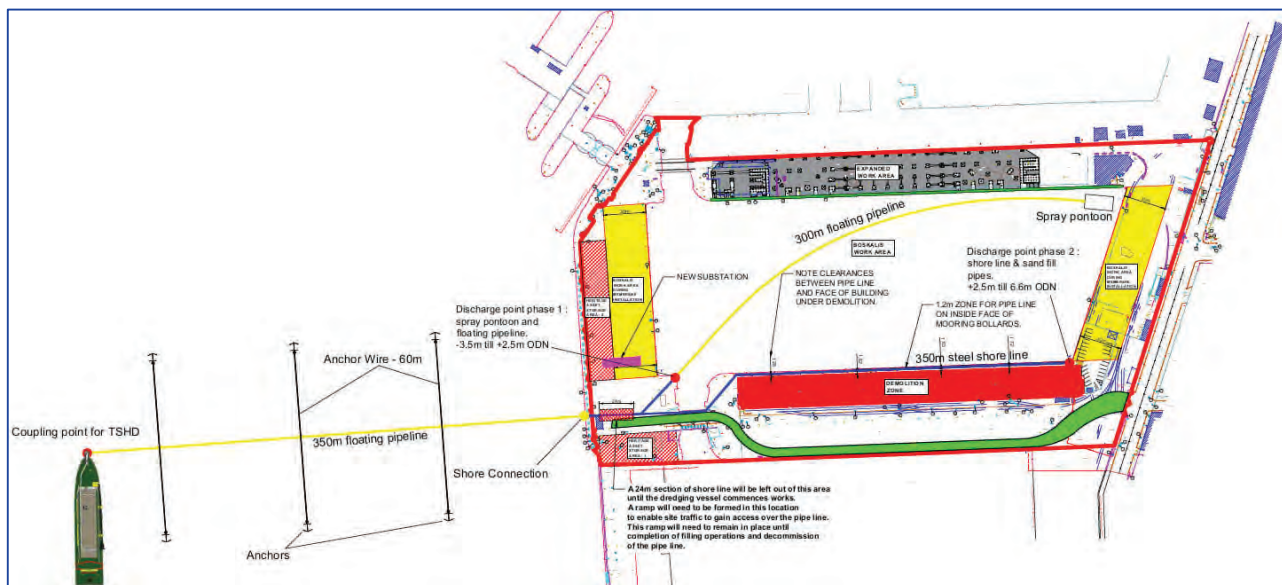 EXPANDED
WORK AREA
Spray pontoon
300m floating pipeline
BOSKALIS
WORK AREA
Discharge point phase 2 :
shore line & sand fill
pipes.
+2.5m till 6.6m ODN
NEW SUBSTATION
NOTE CLEARANCES
BETWEEN PIPE LINE
AND FACE OF BUILDING
UNDER DEMOLITION.
1.2m ZONE FOR PIPE LINE
ON INSIDE FACE OF
MOORING BOLLARDS.
Discharge point phase 1 :
spray pontoon and
floating pipeline.
-3.5m till +2.5m ODN
350m steel shore line
DEMOLITION
ZONE
Anchor Wire - 60m
Coupling point for TSHD
350m floating pipeline
Shore Connection
Anchors
A 24m section of shore line will be left out of this area
until the dredging vessel commences works.
A ramp will need to be formed in this location
to enable site traffic to gain access over the pipe line.
This ramp will need to remain in place until
completion of filling operations and decommission
of the pipe line.